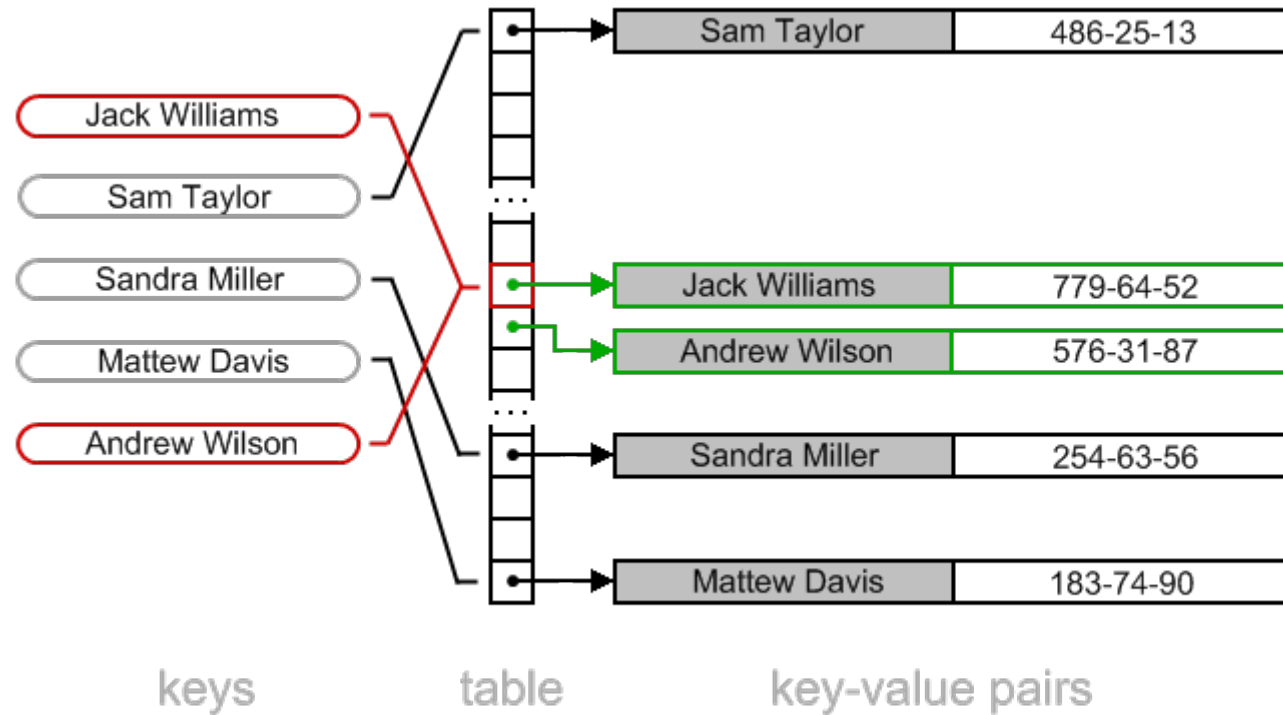 Sam Taylor 486-25-13
Jack Williams
Sam Taylor
...
Sandra Miller
Jack Williams 779-64-52
Mattew Davis
Andrew Wilson 576-31-87
...
Andrew Wilson
Sandra Miller 254-63-56
Mattew Davis 183-74-90
keys table key-value pairs